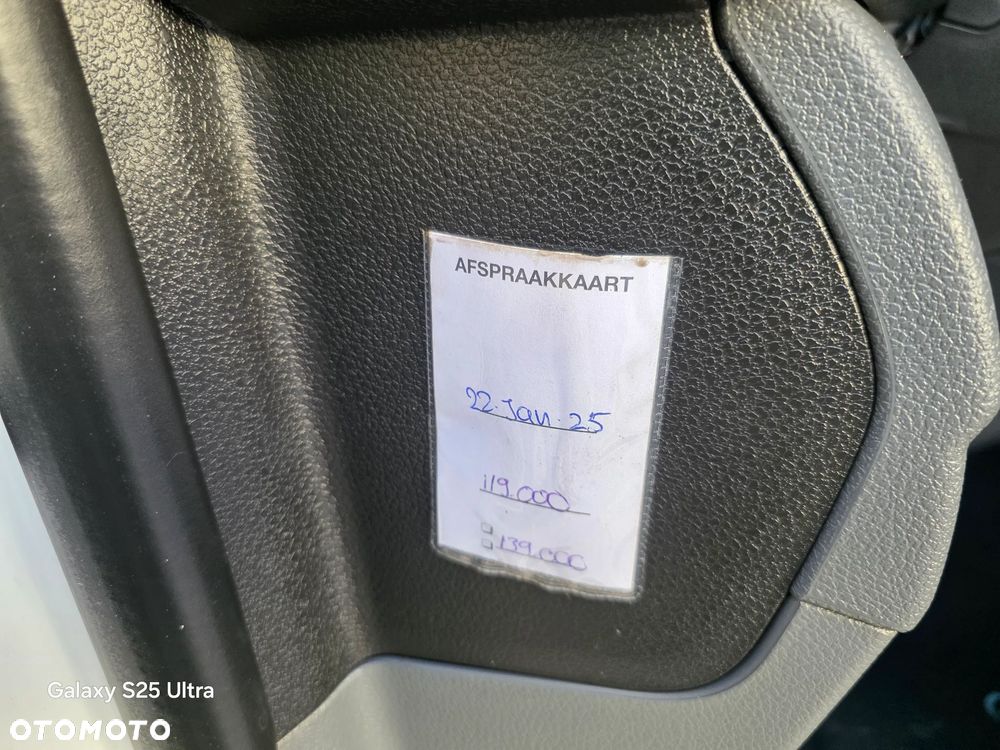 AFSPRAAKKAART
22. Jan. 25
119.000
139.000
Galaxy S25 Ultra
OTOMOTO